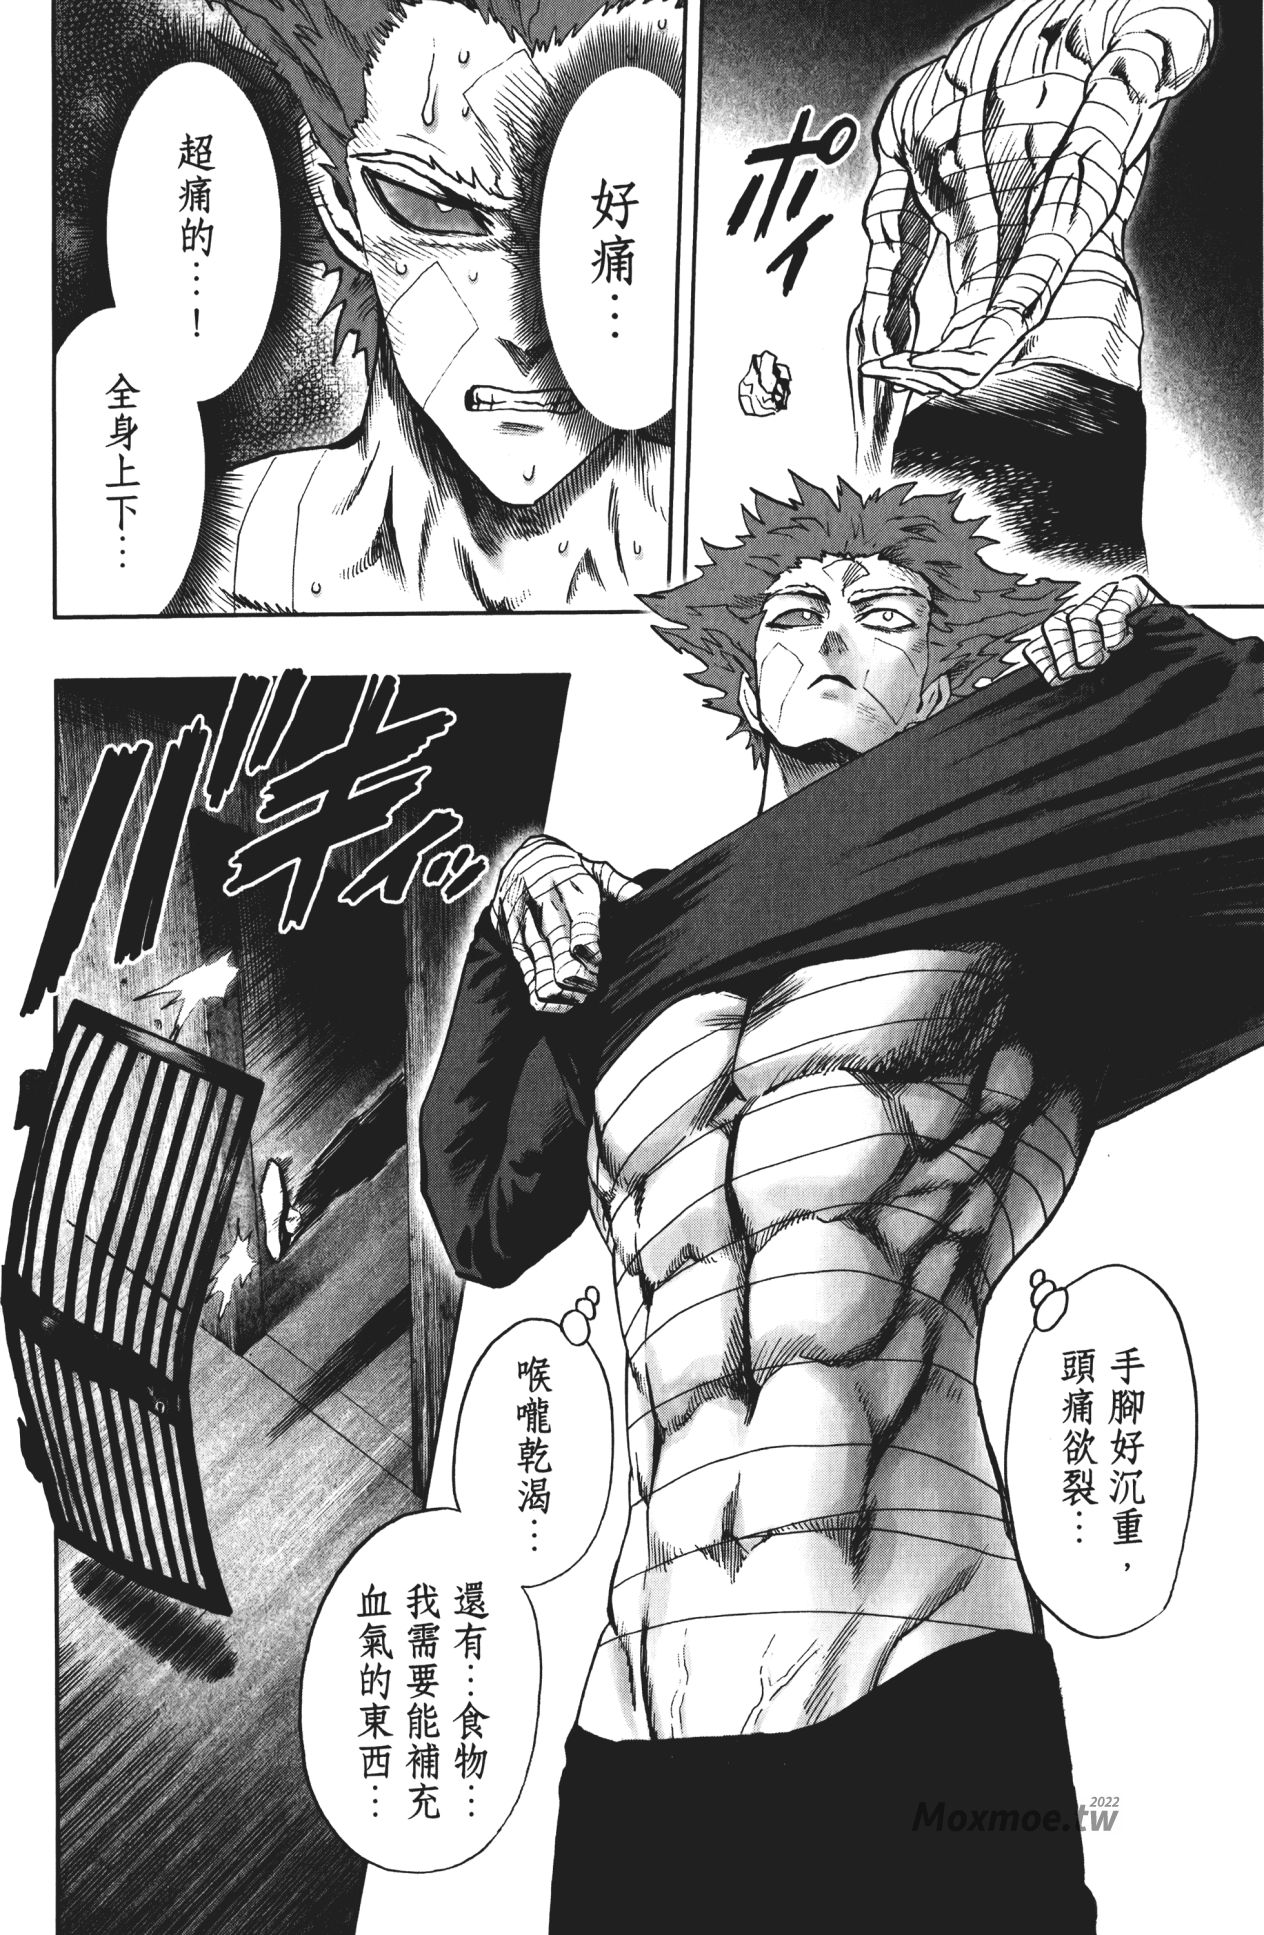 ポイ
好痛…
超痛的…！
全身上下…
手腳好沉重，
頭痛欲裂…
喉嚨乾渴…
還有…食物…
我需要能補充
血氣的東西…
バキィッ
Moxmoe.tw
2022